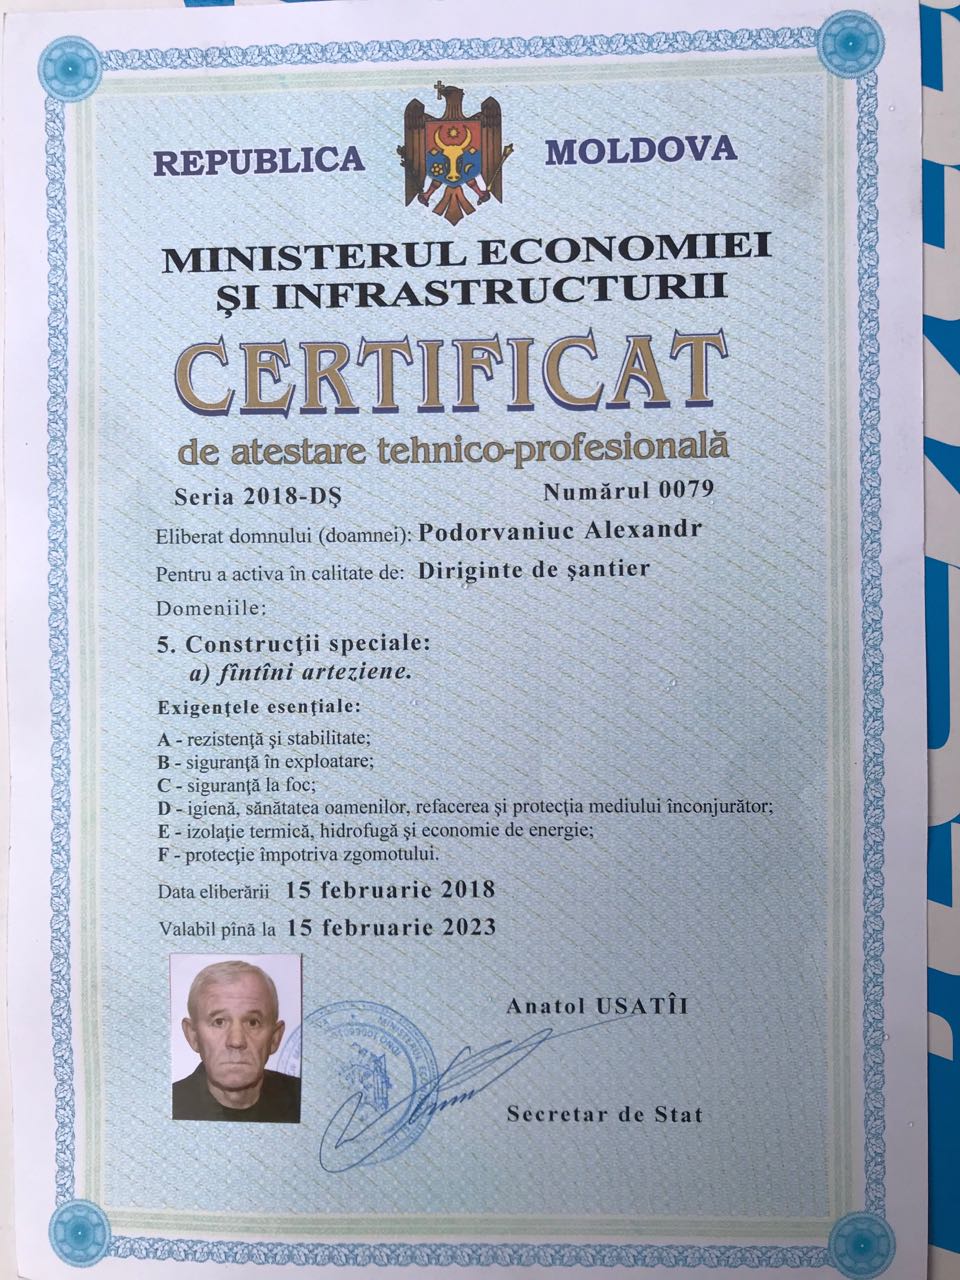 REPUBLICA MOLDOVA
MINISTERUL ECONOMIEI
ŞI INFRASTRUCTURII
CERTIFICAT
de atestare tehnico-profesională
Seria 2018-DŞ Numărul 0079
Eliberat domnului (doamnei): Podorvaniuc Alexandr
Pentru a activa în calitate de: Diriginte de şantier
Domeniile:
5. Construcţii speciale:
a) fîntîni arteziene.
Exigenţele esenţiale:
A - rezistenţă şi stabilitate;
B - siguranţă în exploatare;
C - siguranţă la foc;
D - igienă, sănătatea oamenilor, refacerea şi protecţia mediului înconjurător;
E - izolaţie termică, hidrofugă şi economie de energie;
F - protecţie împotriva zgomotului.
Data eliberării 15 februarie 2018
Valabil pînă la 15 februarie 2023
Anatol USATÎI
Secretar de Stat